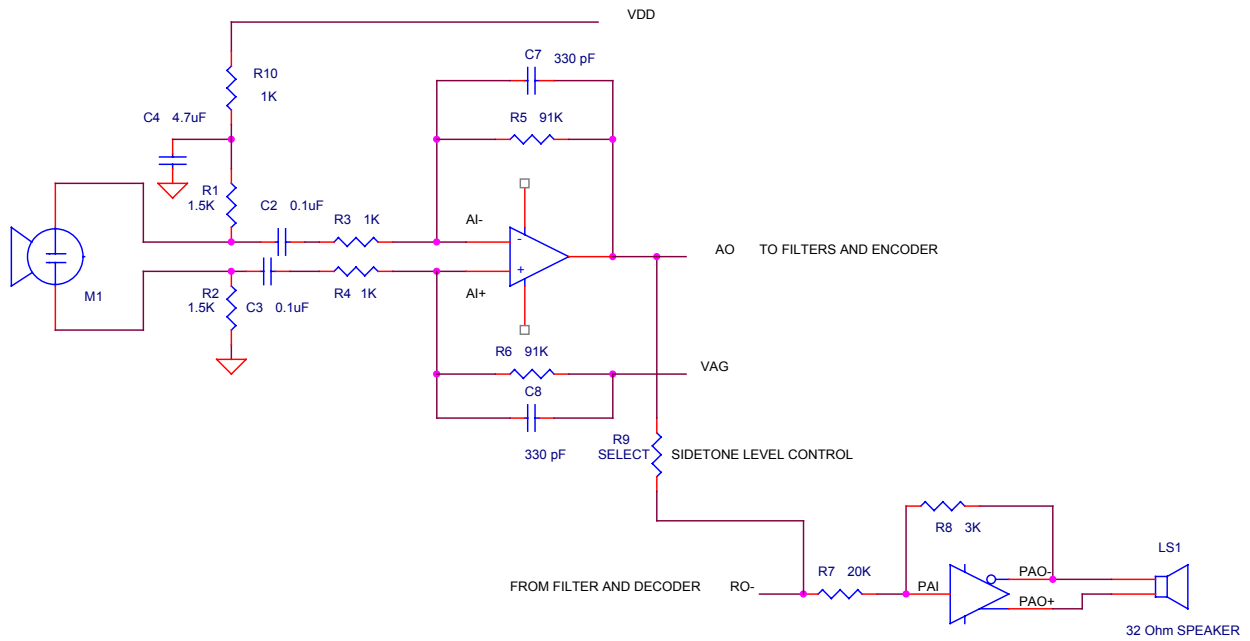 VDD
C7
330 pF
R10
1K
C4 4.7uF
R5 91K
R1
1.5K
C2 0.1uF
R3 1K
AI-
-
AO TO FILTERS AND ENCODER
+
M1
R2
1.5K
C3 0.1uF
R4 1K
AI+
R6 91K
VAG
C8
R9
330 pF
SELECT
SIDETONE LEVEL CONTROL
R8 3K
LS1
R7 20K
PAO-
FROM FILTER AND DECODER
RO-
PAI
PAO+
32 Ohm SPEAKER